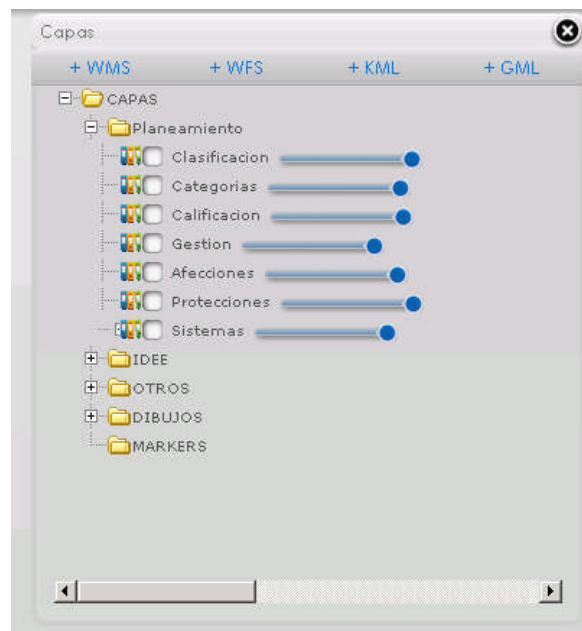 Capas
+ WMS + WFS + KML + GML
CAPAS
Planeamiento
Clasificacion
Categorias
Calificacion
Gestion
Afecciones
Protecciones
Sistemas
IDEE
OTROS
DIBUJOS
MARKERS